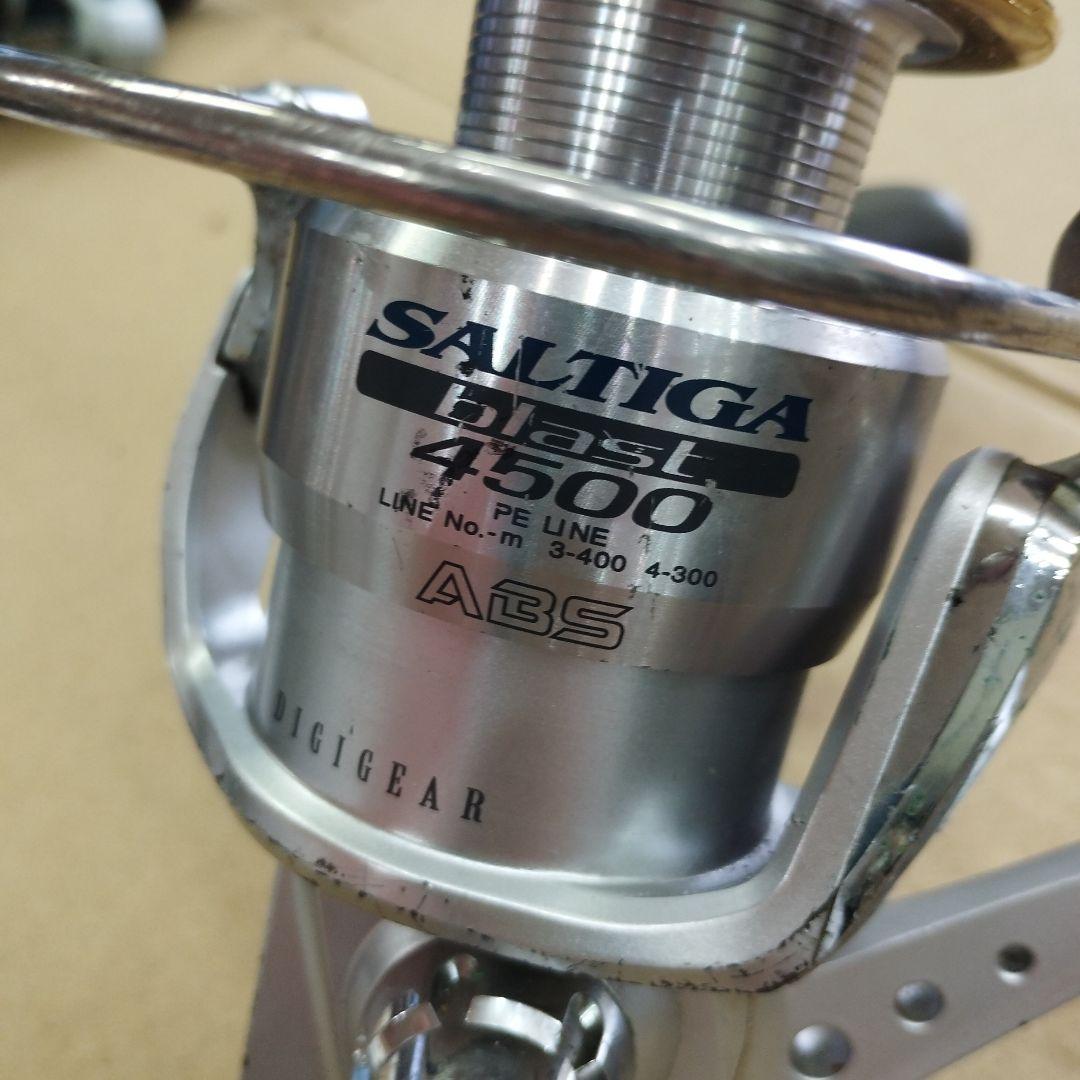 SALTIGA
blast
4500
PE LINE
LINE No.-m 3-400 4-300
ABS
DIGIGEAR